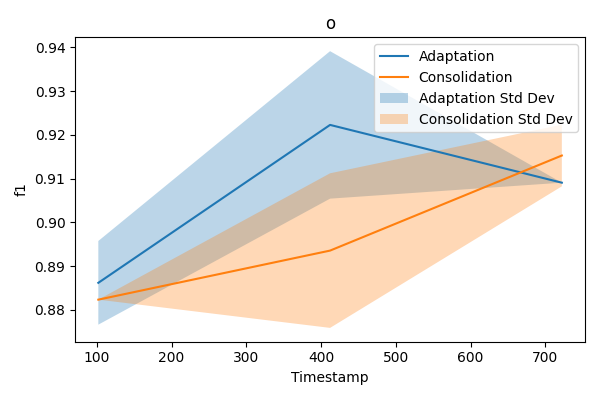 o
0.94
0.93
0.92
0.91
0.90
0.89
0.88
f1
Adaptation
Consolidation
Adaptation Std Dev
Consolidation Std Dev
100 200 300 400 500 600 700
Timestamp